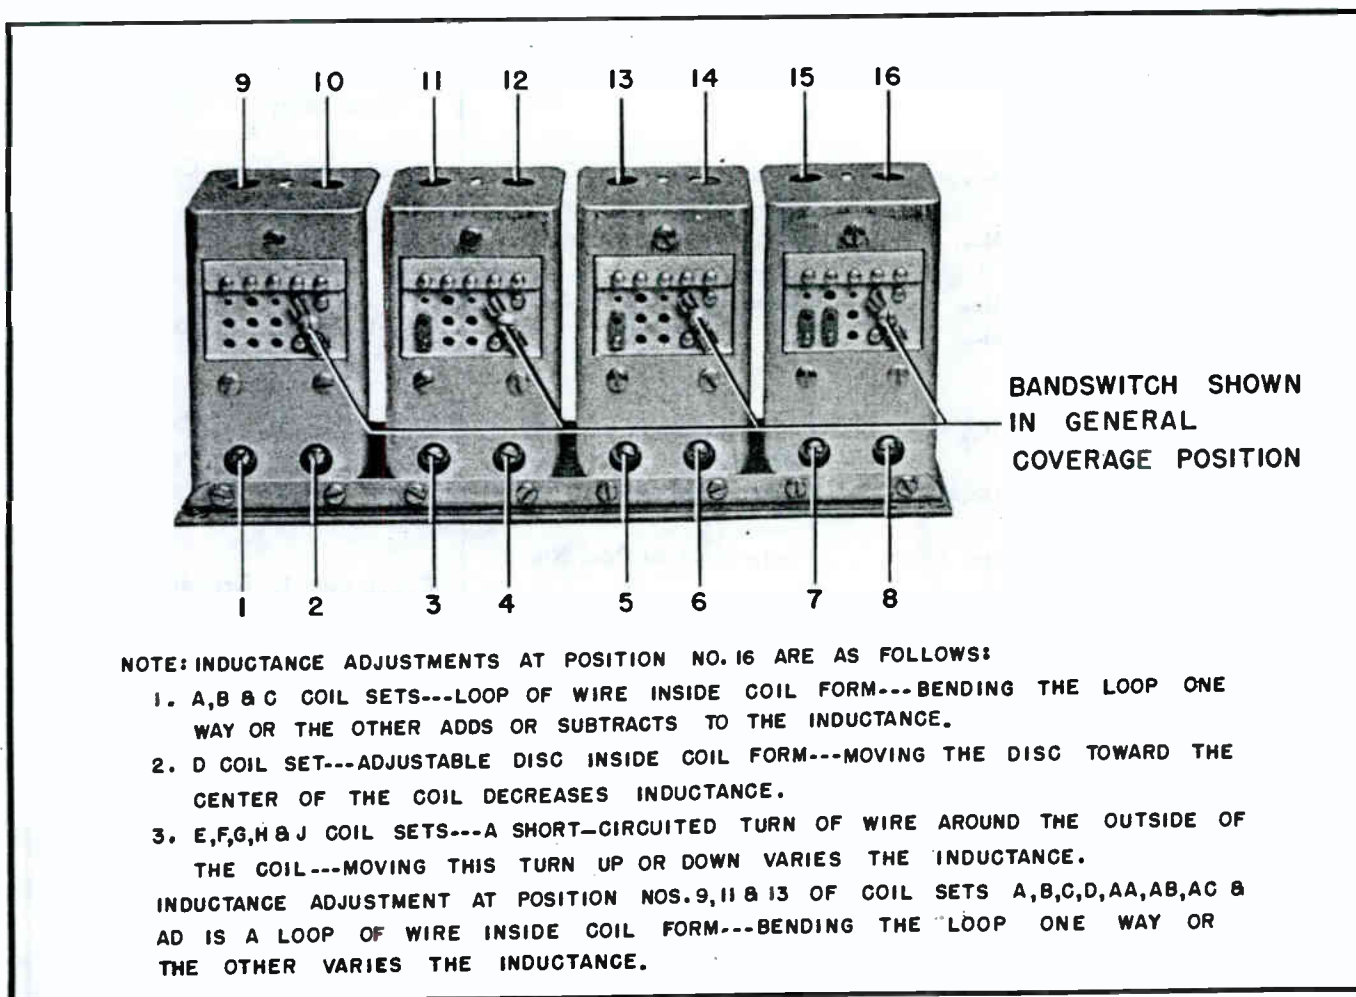 9 10 11 12 13 14 15 16
BANDSWITCH SHOWN
IN GENERAL
COVERAGE POSITION
1 2 3 4 5 6 7 8
NOTE: INDUCTANCE ADJUSTMENTS AT POSITION NO. 16 ARE AS FOLLOWS:
1. A,B & C COIL SETS---LOOP OF WIRE INSIDE COIL FORM---BENDING THE LOOP ONE
WAY OR THE OTHER ADDS OR SUBTRACTS TO THE INDUCTANCE.
2. D COIL SET---ADJUSTABLE DISC INSIDE COIL FORM---MOVING THE DISC TOWARD THE
CENTER OF THE COIL DECREASES INDUCTANCE.
3. E,F,G,H & J COIL SETS---A SHORT-CIRCUITED TURN OF WIRE AROUND THE OUTSIDE OF
THE COIL---MOVING THIS TURN UP OR DOWN VARIES THE INDUCTANCE.
INDUCTANCE ADJUSTMENT AT POSITION NOS. 9, 11 & 13 OF COIL SETS A,B,C,D,AA,AB,AC &
AD IS A LOOP OF WIRE INSIDE COIL FORM---BENDING THE LOOP ONE WAY OR
THE OTHER VARIES THE INDUCTANCE.